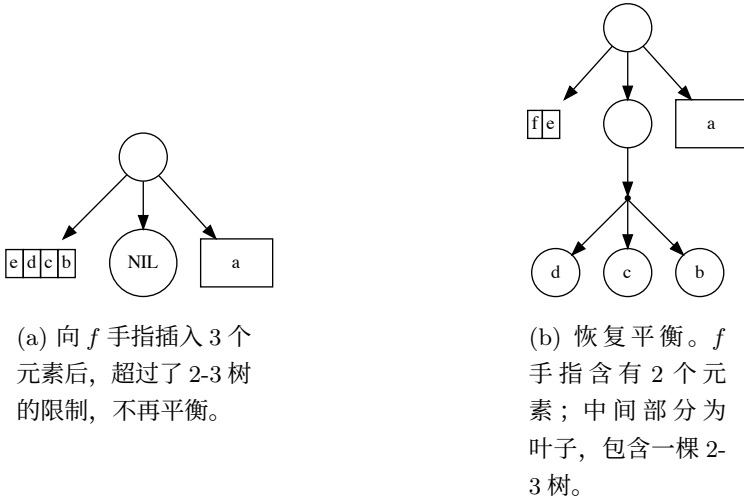 e d c b
NIL
a
(a) 向 f 手指插入 3 个
元素后，超过了 2-3 树
的限制，不再平衡。
f e
a
d
c
b
(b) 恢复平衡。f
手指含有 2 个元
素；中间部分为
叶子，包含一棵 2-
3 树。